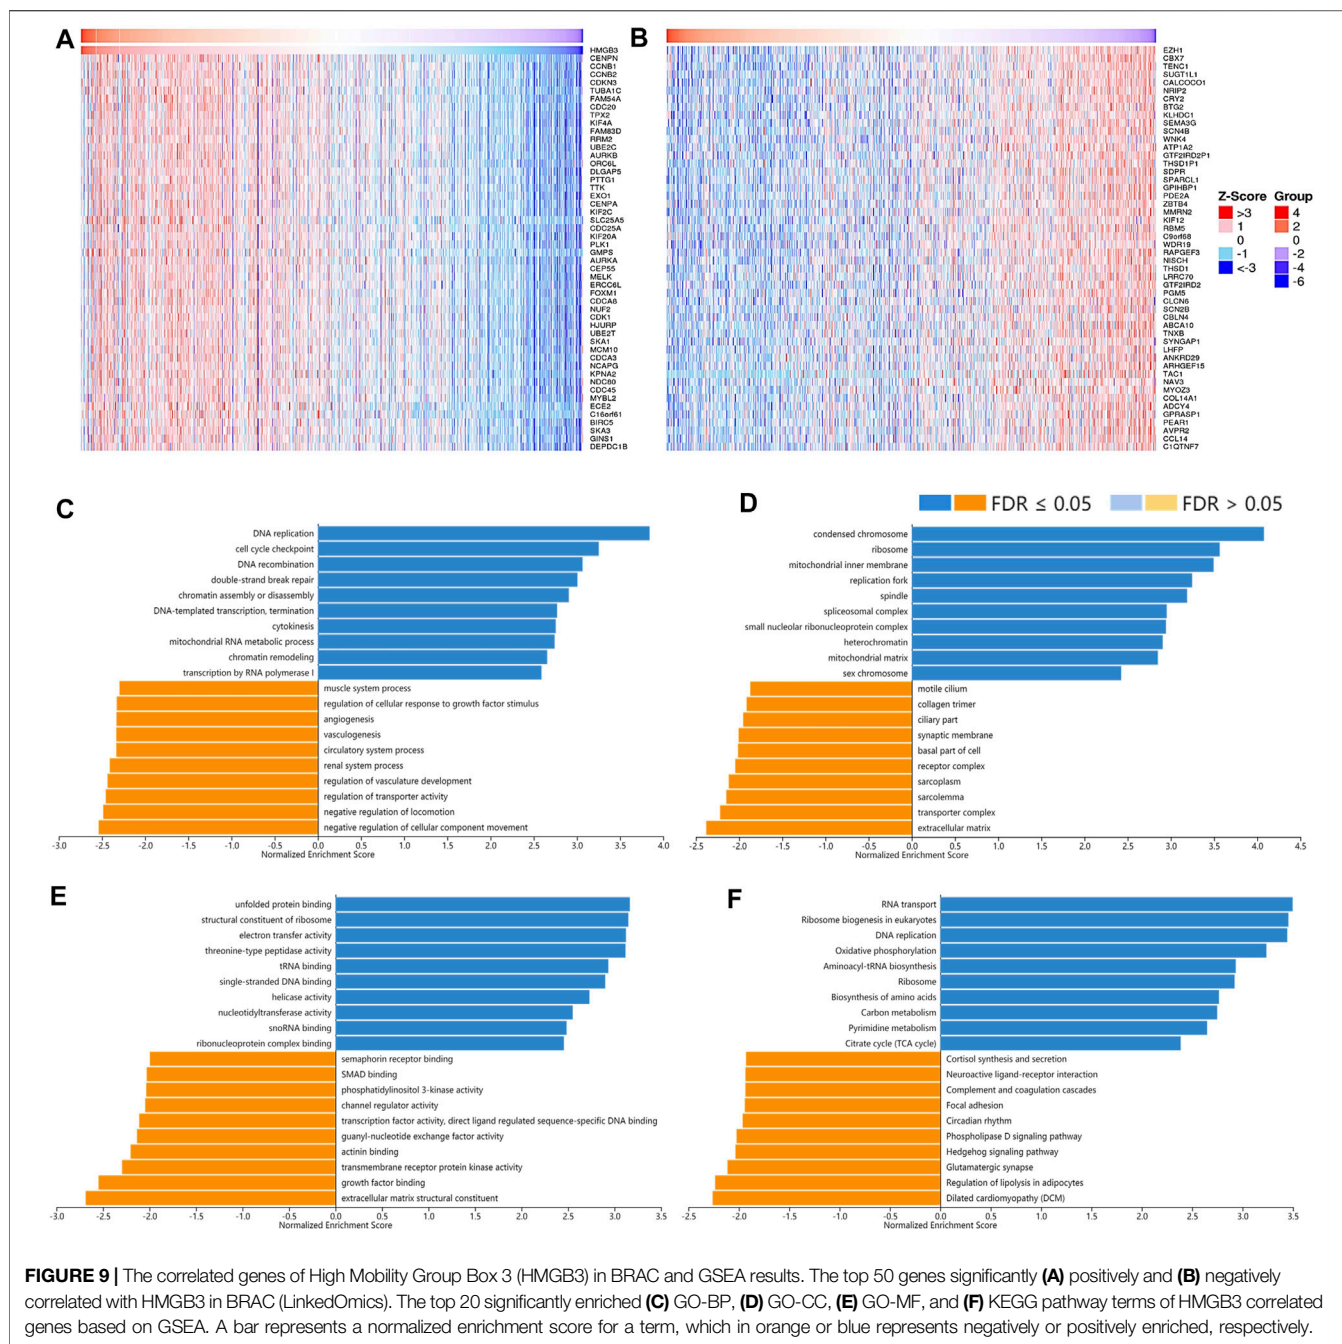 A
HMGB3
CENPN
CCNB1
CCNB2
CDKN3
TUBA1C
FAM54A
CDC20
TPX2
KIF4A
FAM83D
RRM2
UBE2C
AURKB
ORC6L
DLGAP5
PTTG1
TTK
EXO1
CENPA
KIF2C
SLC25A5
CDC25A
KIF20A
PLK1
GMPS
AURKA
CEP55
MELK
ERCC6L
FOXM1
CDCA8
NUF2
CDK1
HJURP
UBE2T
SKA1
MCM10
CDCA3
NCAPG
KPNA2
NDC80
CDC45
MYBL2
ECE2
C16orf61
BIRC5
SKA3
GINS1
DEPDC1B
B
EZH1
CBX7
TENC1
SUGT1L1
CALCOCO1
NRIP2
CRY2
BTG2
KLHDC1
SEMA3G
SCN4B
WNK4
ATP1A2
GTF2IRD2P1
THSD1P1
SDPR
SPARCL1
GPIHBP1
PDE2A
ZBTB4
MMRN2
KIF12
RBM5
C9orf68
WDR19
RAPGEF3
NISCH
THSD1
LRRC70
GTF2IRD2
PGM5
CLCN6
SCN2B
CBLN4
ABCA10
TNXB
SYNGAP1
LHFP
ANKRD29
ARHGEF15
TAC1
NAV3
MYOZ3
COL14A1
ADCY4
GPRASP1
PEAR1
AVPR2
CCL14
C1QTNF7
Z-Score Group
>3 4
1 2
0 0
-1 -2
<-3 -4
-6
C
DNA replication
cell cycle checkpoint
DNA recombination
double-strand break repair
chromatin assembly or disassembly
DNA-templated transcription, termination
cytokinesis
mitochondrial RNA metabolic process
chromatin remodeling
transcription by RNA polymerase I
muscle system process
regulation of cellular response to growth factor stimulus
angiogenesis
vasculogenesis
circulatory system process
renal system process
regulation of vasculature development
regulation of transporter activity
negative regulation of locomotion
negative regulation of cellular component movement
-3.0 -2.5 -2.0 -1.5 -1.0 -0.5 0.0 0.5 1.0 1.5 2.0 2.5 3.0 3.5 4.0
Normalized Enrichment Score
D
FDR ≤ 0.05 FDR > 0.05
condensed chromosome
ribosome
mitochondrial inner membrane
replication fork
spindle
spliceosomal complex
small nucleolar ribonucleoprotein complex
heterochromatin
mitochondrial matrix
sex chromosome
motile cilium
collagen trimer
ciliary part
synaptic membrane
basal part of cell
receptor complex
sarcoplasm
sarcolemma
transporter complex
extracellular matrix
-2.5 -2.0 -1.5 -1.0 -0.5 0.0 0.5 1.0 1.5 2.0 2.5 3.0 3.5 4.0 4.5
Normalized Enrichment Score
E
unfolded protein binding
structural constituent of ribosome
electron transfer activity
threonine-type peptidase activity
tRNA binding
single-stranded DNA binding
helicase activity
nucleotidyltransferase activity
snoRNA binding
ribonucleoprotein complex binding
semaphorin receptor binding
SMAD binding
phosphatidylinositol 3-kinase activity
channel regulator activity
transcription factor activity, direct ligand regulated sequence-specific DNA binding
guanyl-nucleotide exchange factor activity
actinin binding
transmembrane receptor protein kinase activity
growth factor binding
extracellular matrix structural constituent
-3.0 -2.5 -2.0 -1.5 -1.0 -0.5 0.0 0.5 1.0 1.5 2.0 2.5 3.0 3.5
Normalized Enrichment Score
F
RNA transport
Ribosome biogenesis in eukaryotes
DNA replication
Oxidative phosphorylation
Aminoacyl-tRNA biosynthesis
Ribosome
Biosynthesis of amino acids
Carbon metabolism
Pyrimidine metabolism
Citrate cycle (TCA cycle)
Cortisol synthesis and secretion
Neuroactive ligand-receptor interaction
Complement and coagulation cascades
Focal adhesion
Circadian rhythm
Phospholipase D signaling pathway
Hedgehog signaling pathway
Glutamatergic synapse
Regulation of lipolysis in adipocytes
Dilated cardiomyopathy (DCM)
-2.5 -2.0 -1.5 -1.0 -0.5 0.0 0.5 1.0 1.5 2.0 2.5 3.0 3.5
Normalized Enrichment Score
FIGURE 9 | The correlated genes of High Mobility Group Box 3 (HMGB3) in BRAC and GSEA results. The top 50 genes significantly (A) positively and (B) negatively
correlated with HMGB3 in BRAC (LinkedOmics). The top 20 significantly enriched (C) GO-BP, (D) GO-CC, (E) GO-MF, and (F) KEGG pathway terms of HMGB3 correlated
genes based on GSEA. A bar represents a normalized enrichment score for a term, which in orange or blue represents negatively or positively enriched, respectively.